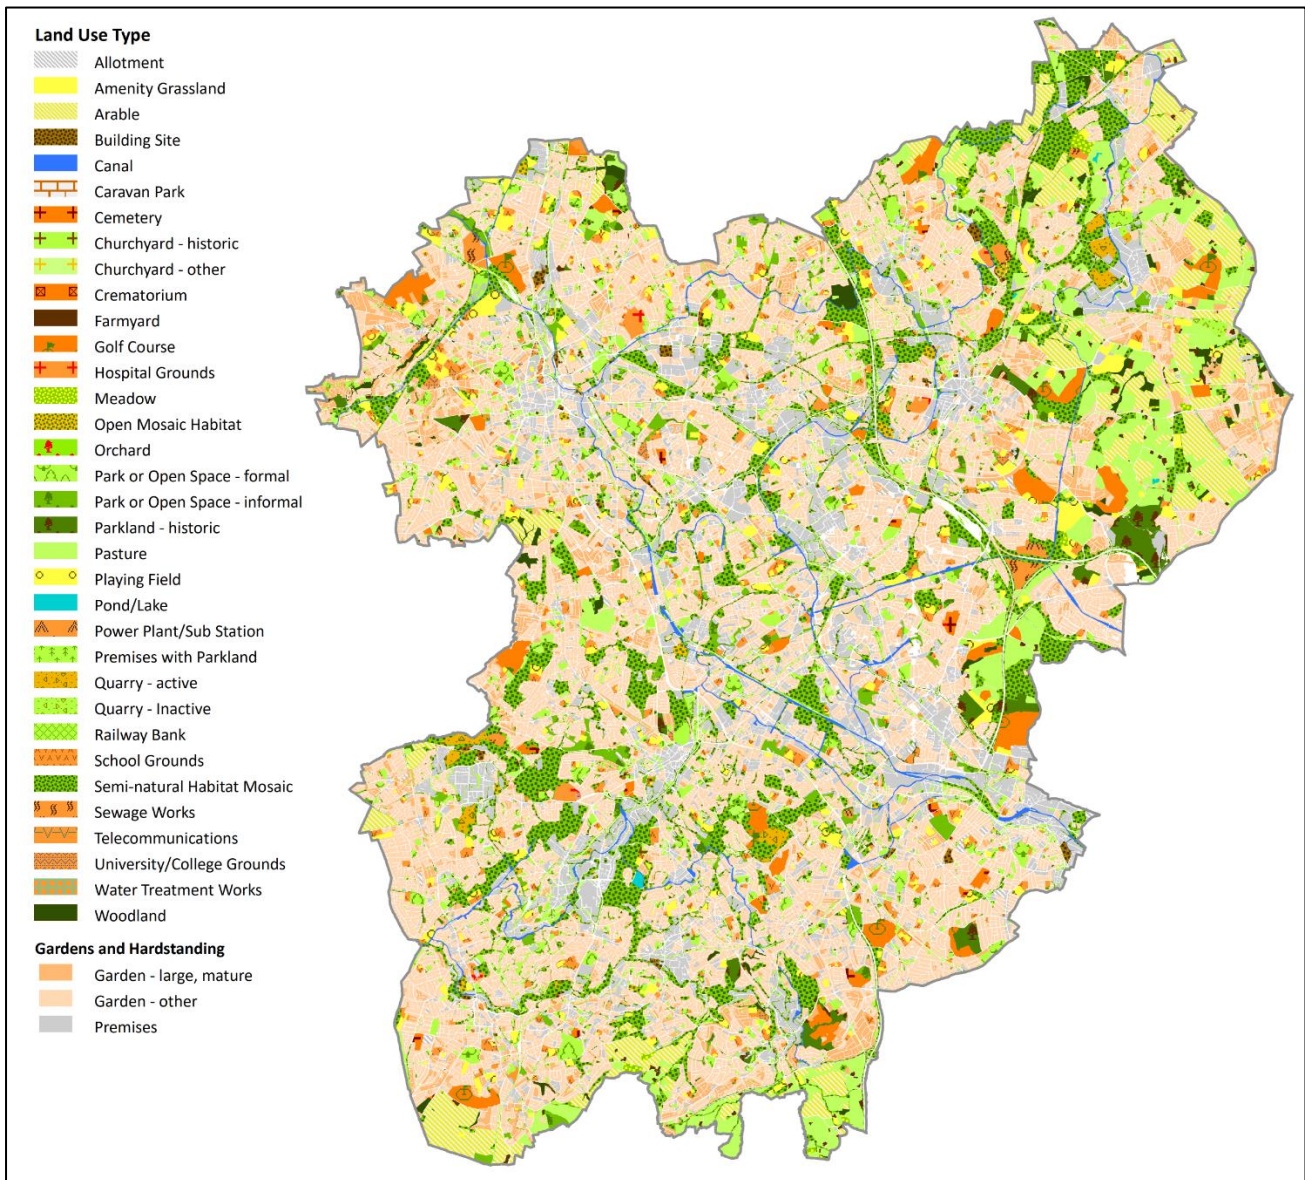 Land Use Type
Allotment
Amenity Grassland
Arable
Building Site
Canal
Caravan Park
Cemetery
Churchyard - historic
Churchyard - other
Crematorium
Farmyard
Golf Course
Hospital Grounds
Meadow
Open Mosaic Habitat
Orchard
Park or Open Space - formal
Park or Open Space - informal
Parkland - historic
Pasture
Playing Field
Pond/Lake
Power Plant/Sub Station
Premises with Parkland
Quarry - active
Quarry - Inactive
Railway Bank
School Grounds
Semi-natural Habitat Mosaic
Sewage Works
Telecommunications
University/College Grounds
Water Treatment Works
Woodland
Gardens and Hardstanding
Garden - large, mature
Garden - other
Premises